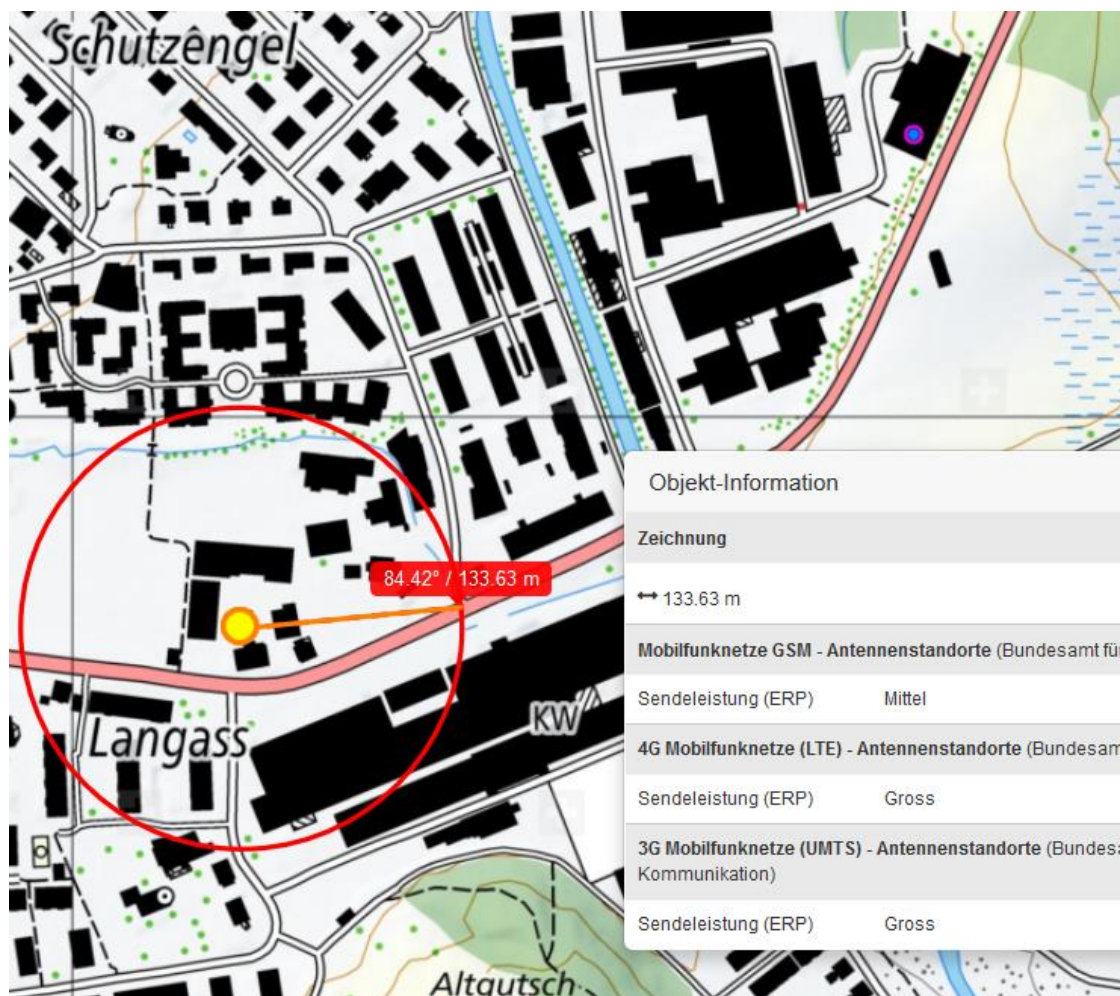 Schutzengel
84.42° / 133.63 m
Langass
KW
Altgutsch
Objekt-Information
Zeichnung
↔ 133.63 m
Mobilfunknetze GSM - Antennenstandorte (Bundesamt fü
Sendeleistung (ERP) Mittel
4G Mobilfunknetze (LTE) - Antennenstandorte (Bundesam
Sendeleistung (ERP) Gross
3G Mobilfunknetze (UMTS) - Antennenstandorte (Bundesa
Kommunikation)
Sendeleistung (ERP) Gross